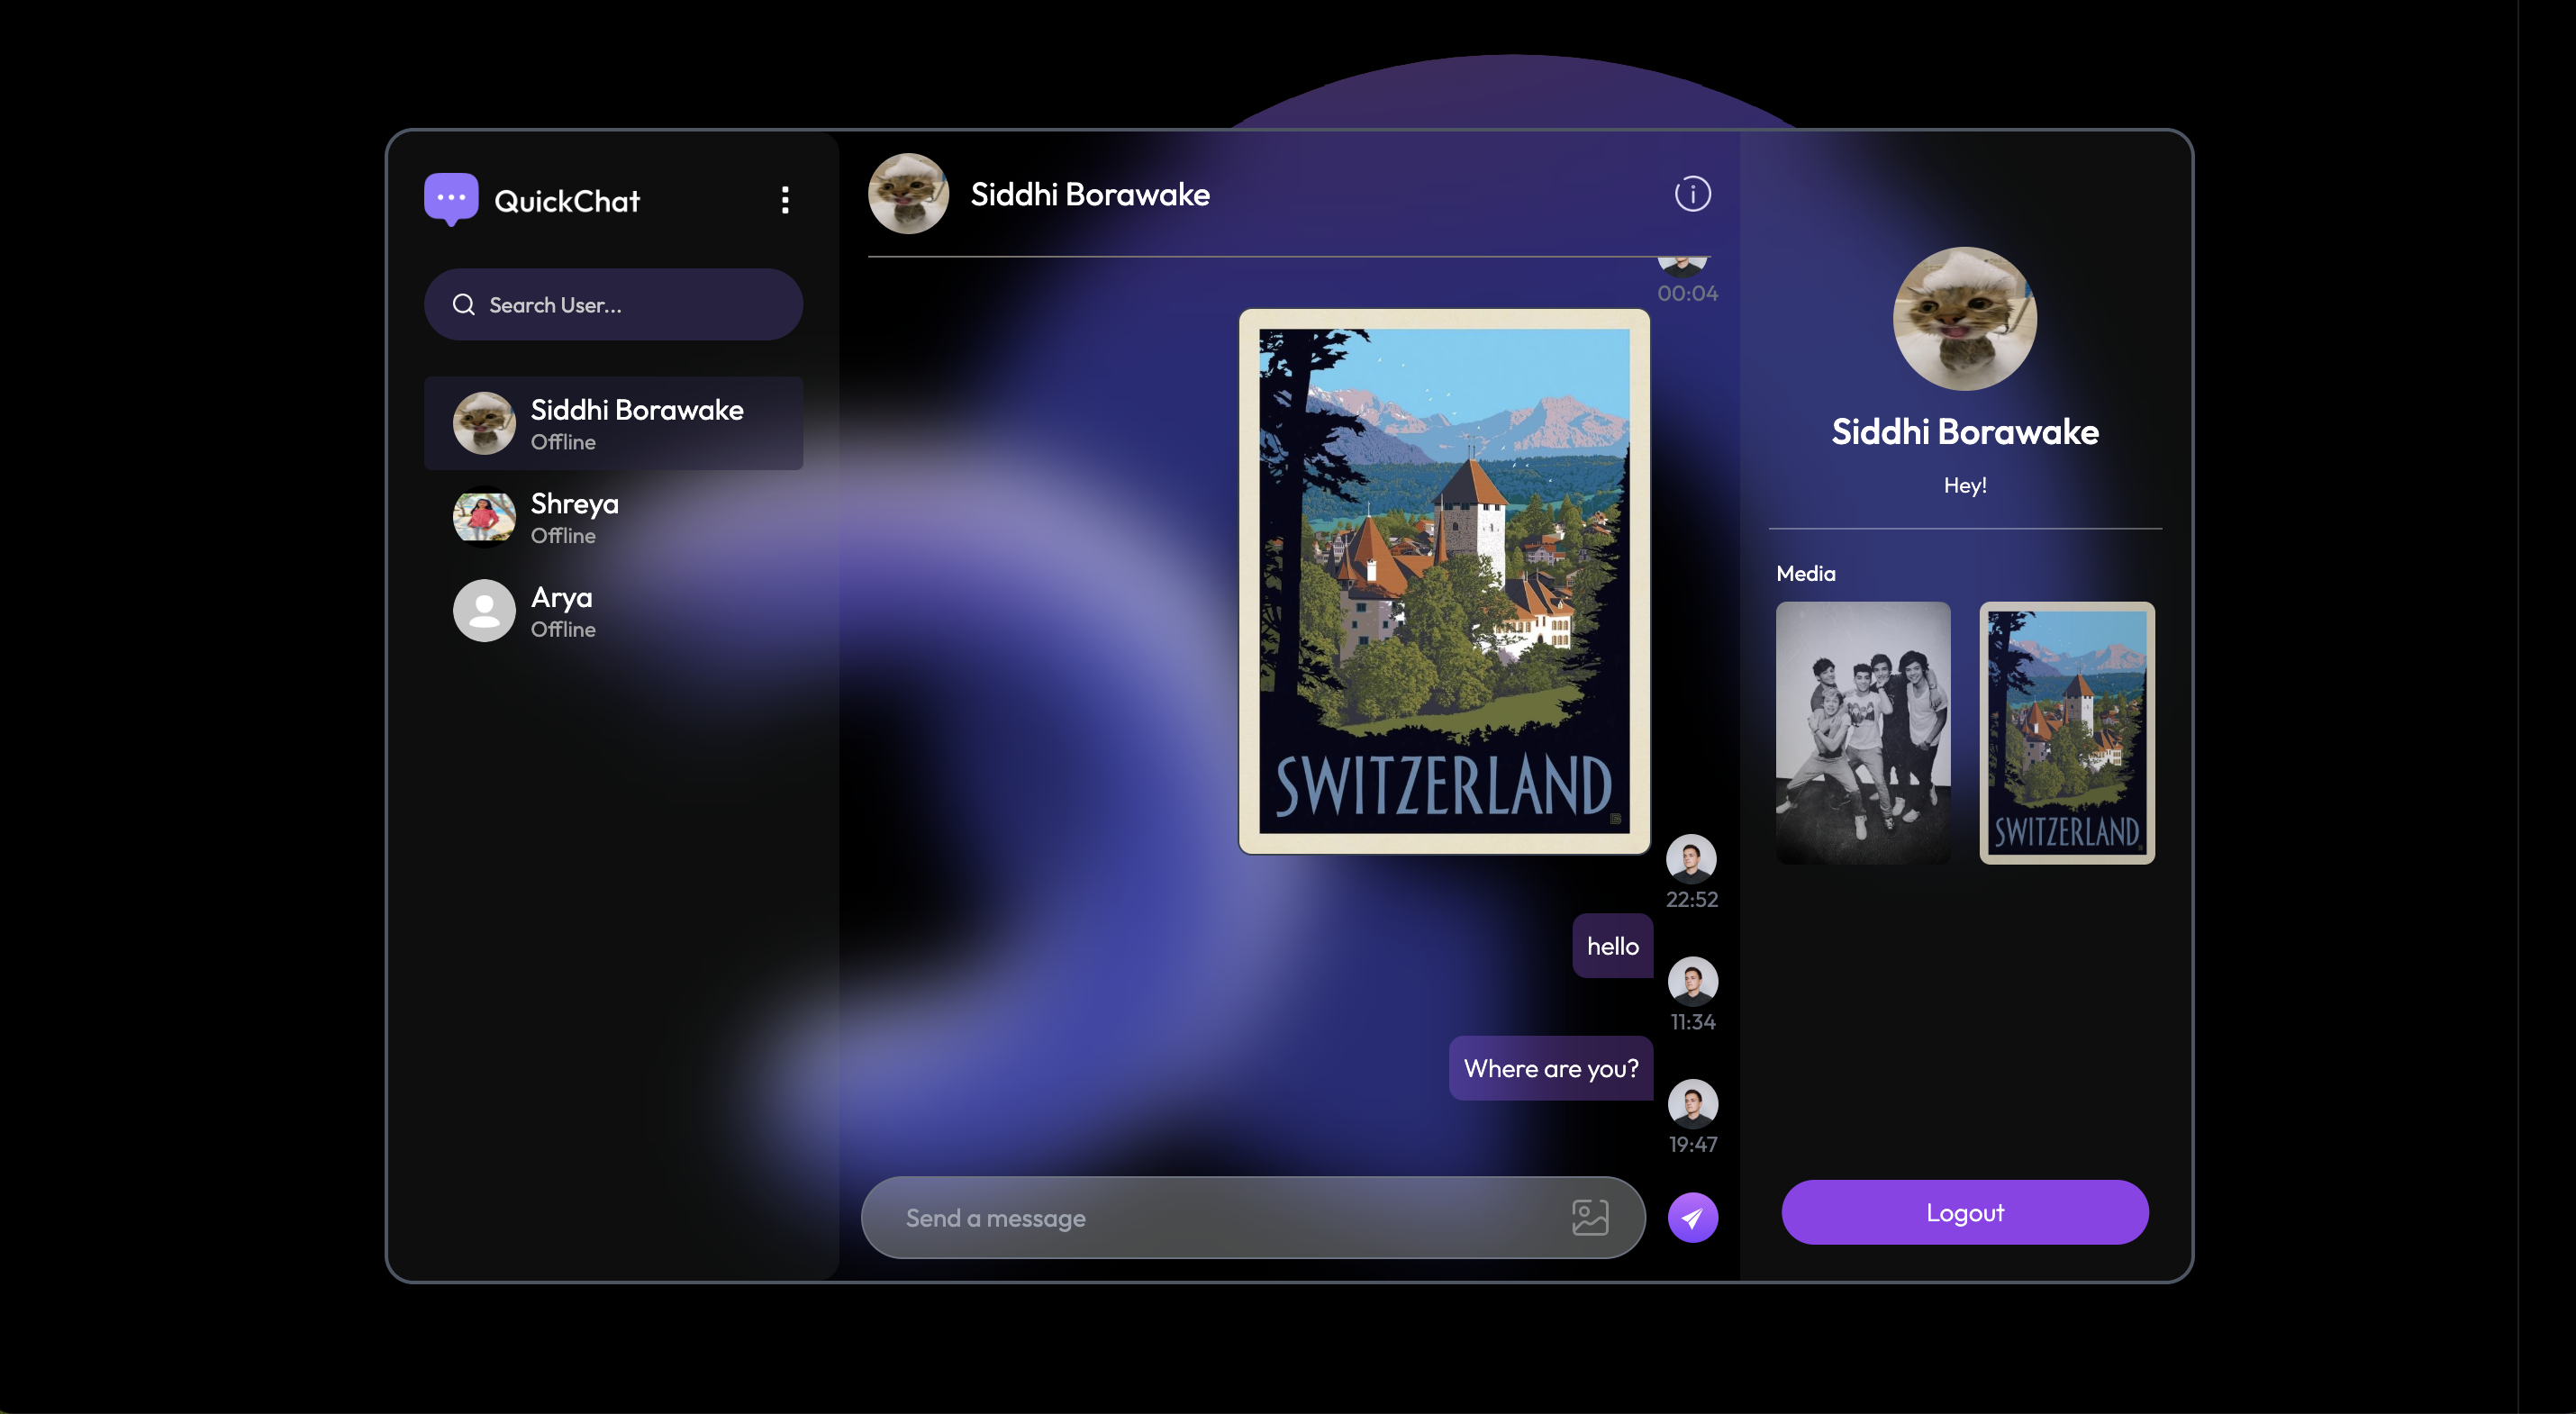 QuickChat
Search User...
Siddhi Borawake
Offline
Shreya
Offline
Arya
Offline
Siddhi Borawake
00:04
SWITZERLAND
22:52
hello
11:34
Where are you?
19:47
Send a message
Siddhi Borawake
Hey!
Media
SWITZERLAND
Logout